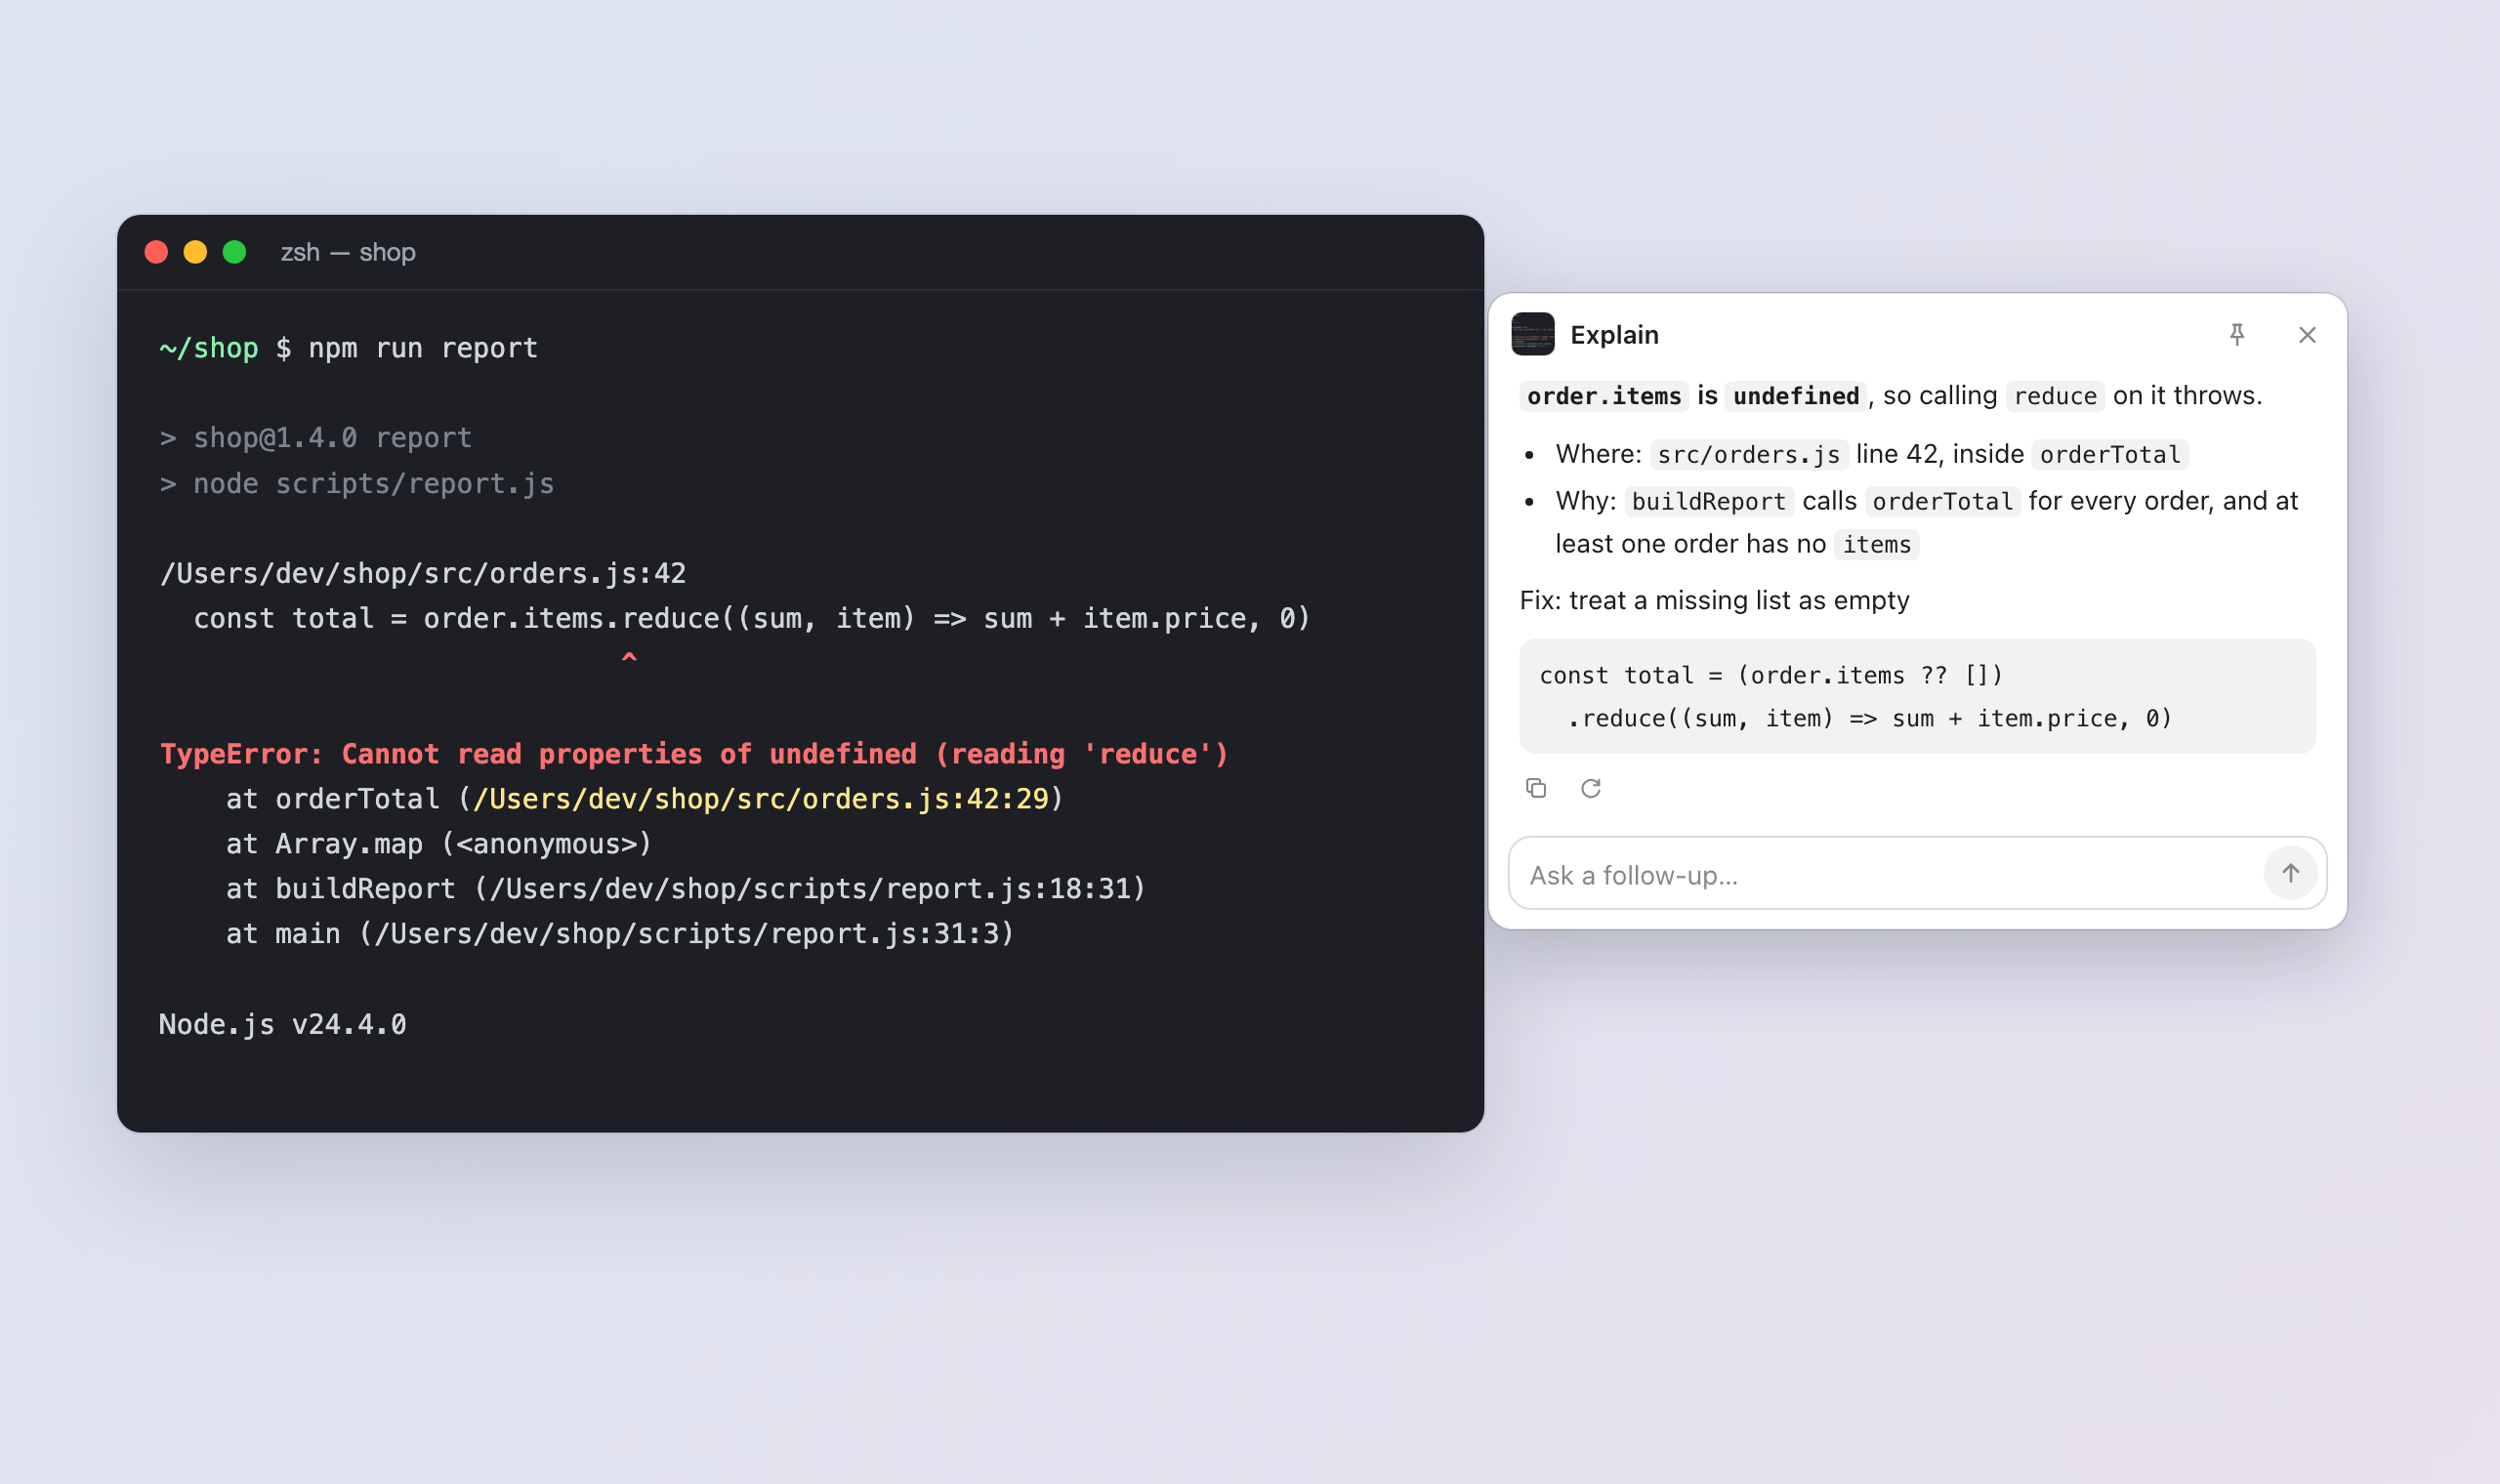 zsh — shop
~/shop $ npm run report
> shop@1.4.0 report
> node scripts/report.js
/Users/dev/shop/src/orders.js:42
  const total = order.items.reduce((sum, item) => sum + item.price, 0)
                            ^
TypeError: Cannot read properties of undefined (reading 'reduce')
    at orderTotal (/Users/dev/shop/src/orders.js:42:29)
    at Array.map (<anonymous>)
    at buildReport (/Users/dev/shop/scripts/report.js:18:31)
    at main (/Users/dev/shop/scripts/report.js:31:3)
Node.js v24.4.0
Explain
order.items is undefined, so calling reduce on it throws.
• Where: src/orders.js line 42, inside orderTotal
• Why: buildReport calls orderTotal for every order, and at
least one order has no items
Fix: treat a missing list as empty
const total = (order.items ?? [])
  .reduce((sum, item) => sum + item.price, 0)
Ask a follow-up...